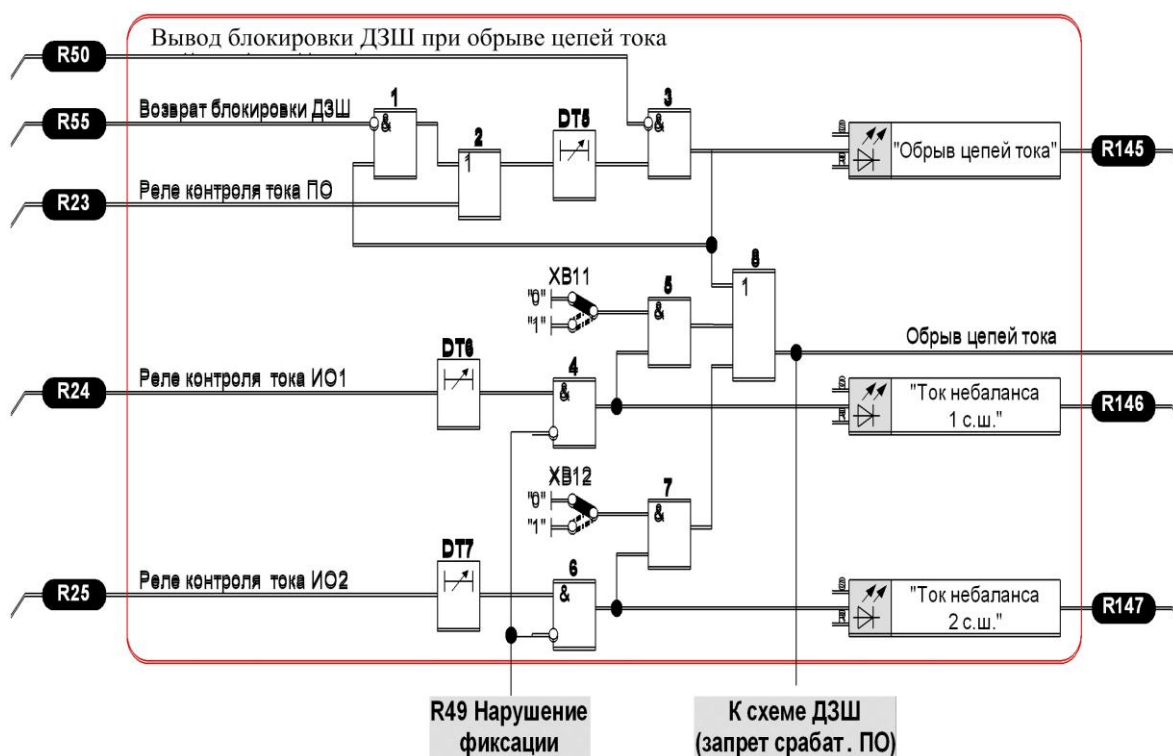 Вывод блокировки ДЗШ при обрыве цепей тока
R50
1
3
R55
Возврат блокировки ДЗШ
&
DT5
&
"Обрыв цепей тока"
R145
2
1
R23
Реле контроля тока ПО
8
XB11
5
1
"0"
&
"1"
DT6
4
Обрыв цепей тока
R24
Реле контроля тока ИО1
&
"Ток небаланса
1 с.ш."
R146
XB12
7
"0"
&
"1"
DT7
6
R25
Реле контроля тока ИО2
&
"Ток небаланса
2 с.ш."
R147
R49 Нарушение
фиксации
К схеме ДЗШ
(запрет срабат. ПО)